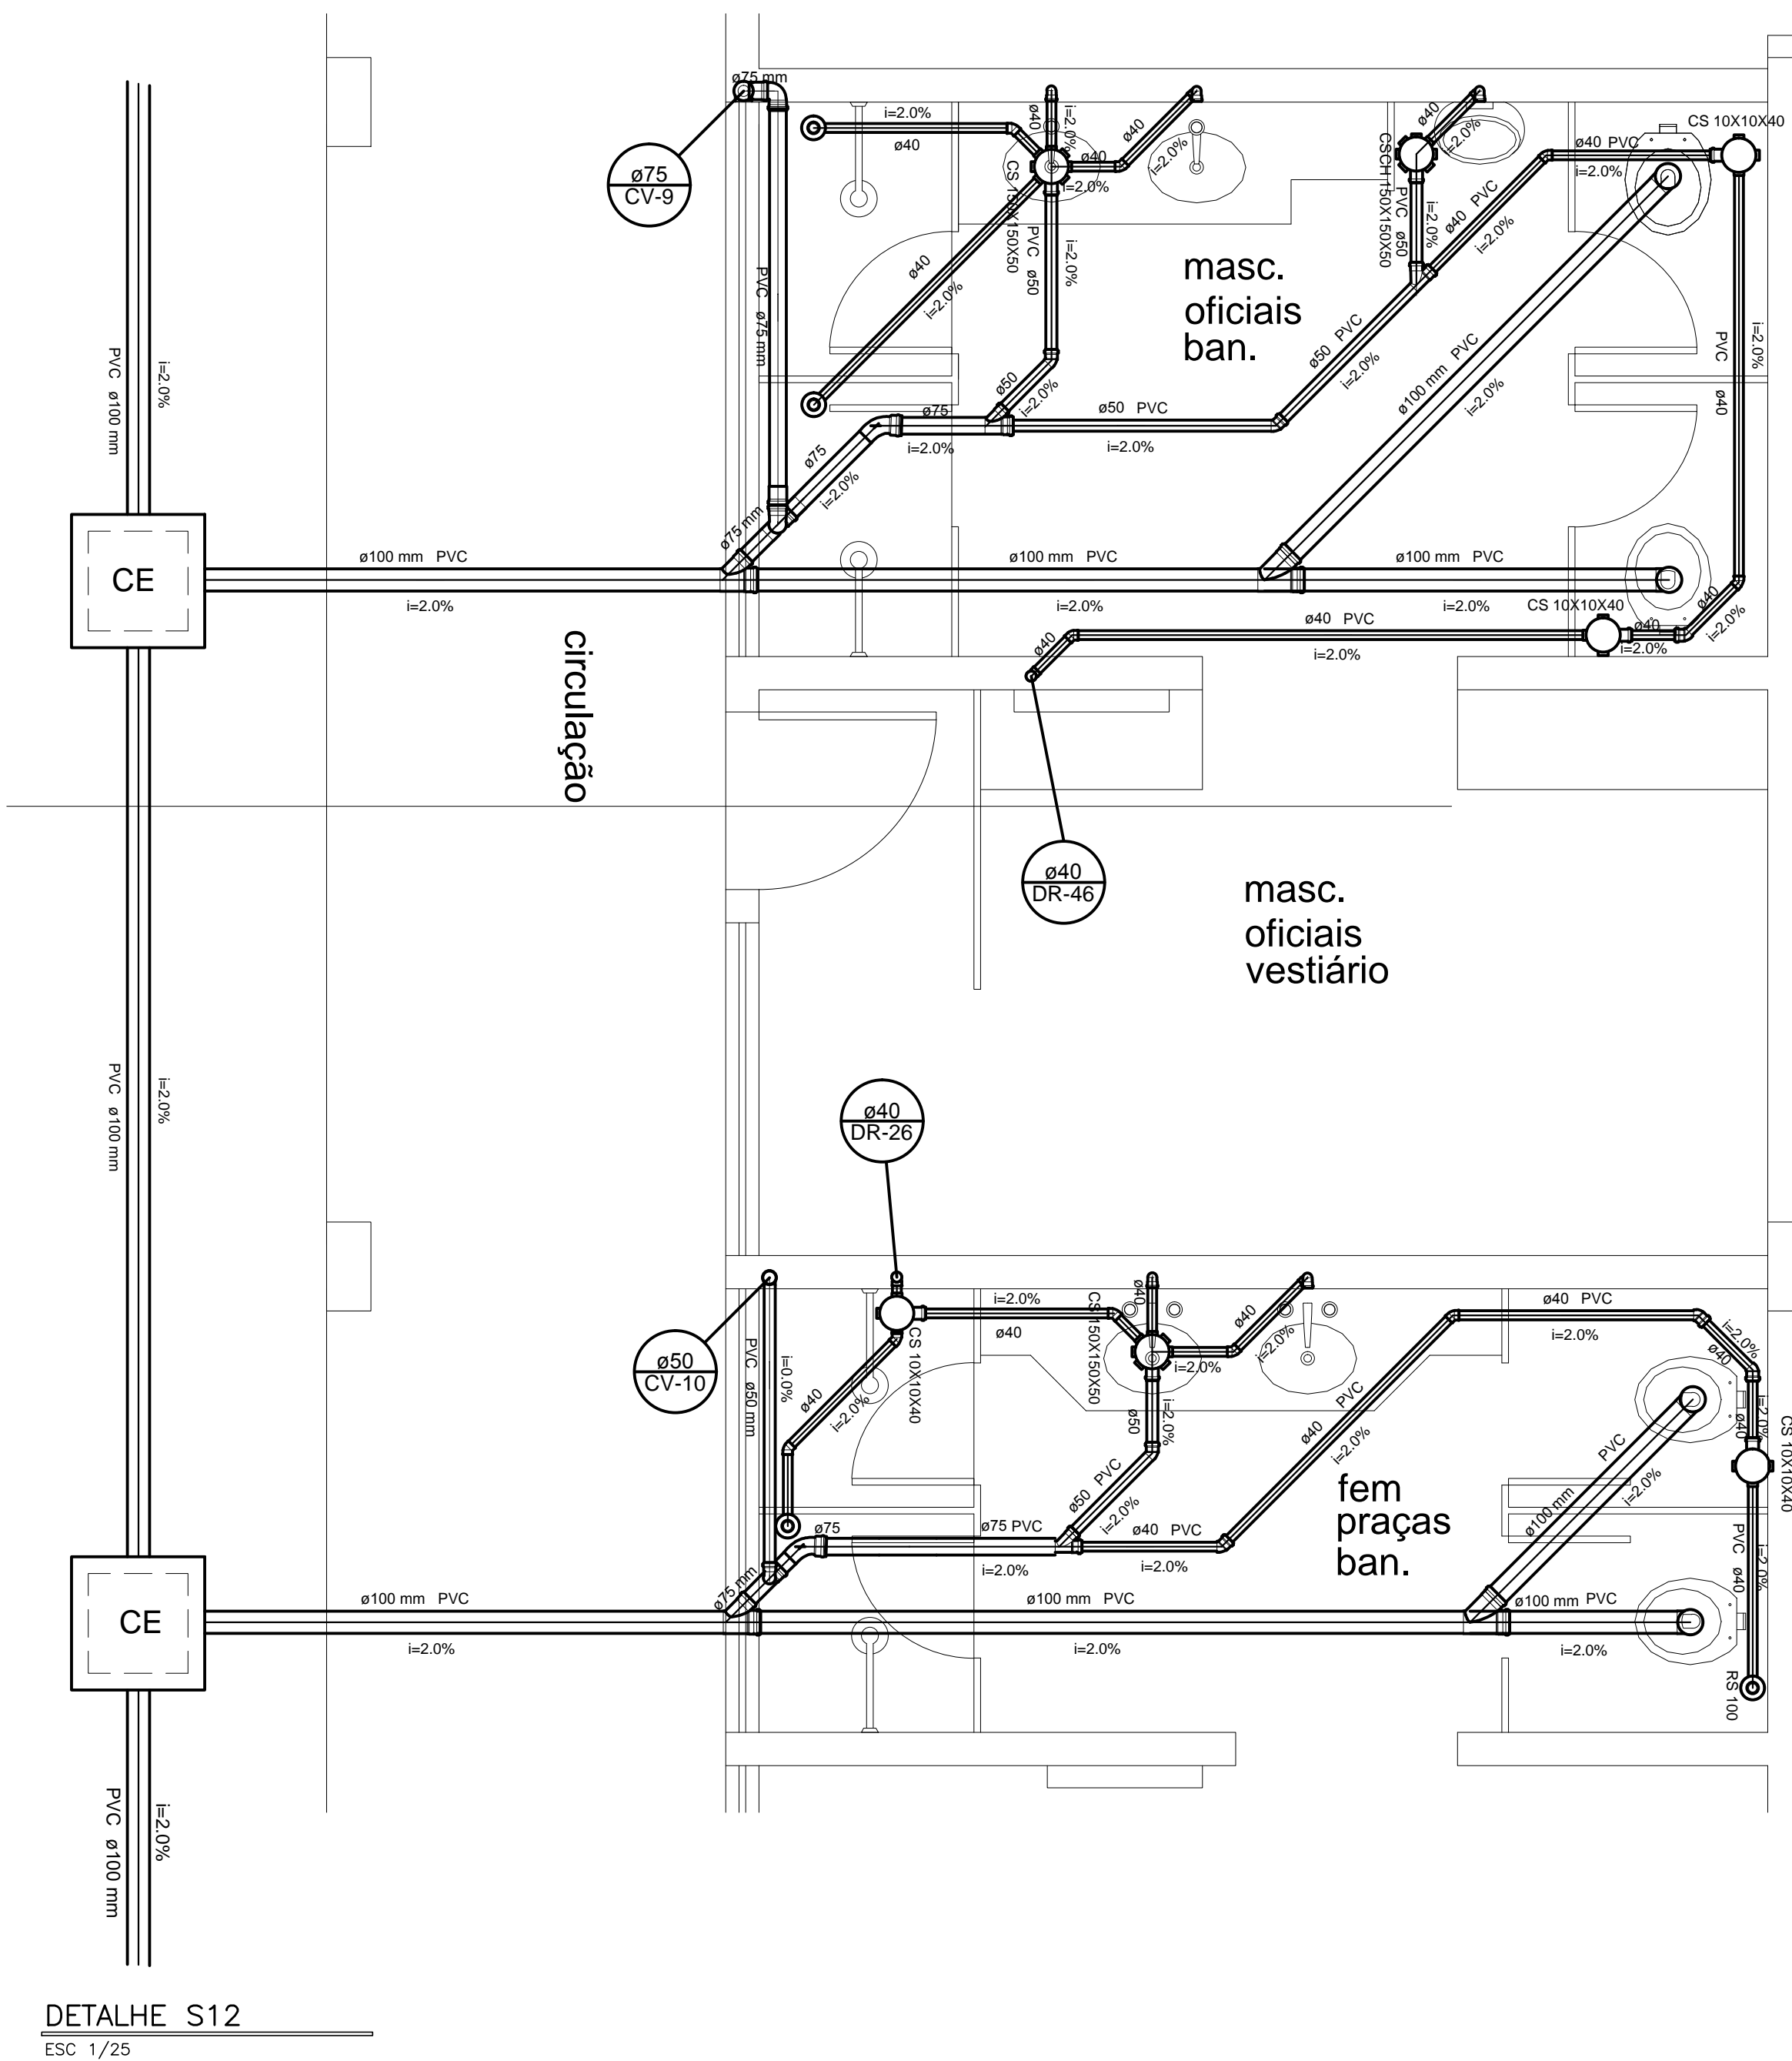 ø75 mm
i=2.0%
ø40
ø40
i=2.0%
ø40
i=2.0%
ø40
i=2.0%
CS 150X150X50
ø75
CV-9
PVC ø75 mm
ø40
i=2.0%
PVC ø50
i=2.0%
ø40
i=2.0%
CSCH 150X150X50
PVC ø50
i=2.0%
ø40 PVC
i=2.0%
CS 10X10X40
ø40 PVC
i=2.0%
masc.
oficiais
ban.
ø50 PVC
i=2.0%
ø100 mm PVC
i=2.0%
PVC ø40
i=2.0%
PVC ø100 mm
i=2.0%
ø50
i=2.0%
ø75
i=2.0%
ø50 PVC
i=2.0%
ø75
i=2.0%
ø75 mm
CE
ø100 mm PVC
i=2.0%
ø100 mm PVC
i=2.0%
ø100 mm PVC
i=2.0%
CS 10X10X40
ø40
i=2.0%
ø40
i=2.0%
ø40 PVC
i=2.0%
ø40
circulação
ø40
DR-46
masc.
oficiais
vestiário
PVC ø100 mm
i=2.0%
ø40
DR-26
i=2.0%
ø40
CS 10X10X40
CS 150X150X50
ø40
i=2.0%
ø40
i=2.0%
ø40 PVC
i=2.0%
i=2.0%
ø40
ø50
CV-10
PVC ø50 mm
i=0.0%
ø40
i=2.0%
ø50
i=2.0%
ø40 PVC
i=2.0%
i=2.0%
ø40
CS 10X10X40
PVC ø40
i=2.0%
RS 100
fem
praças
ban.
ø100 mm PVC
i=2.0%
ø50 PVC
i=2.0%
ø75
ø75 PVC
i=2.0%
ø40 PVC
i=2.0%
ø75 mm
CE
ø100 mm PVC
i=2.0%
ø100 mm PVC
i=2.0%
ø100 mm PVC
i=2.0%
PVC ø100 mm
i=2.0%
DETALHE S12
ESC 1/25